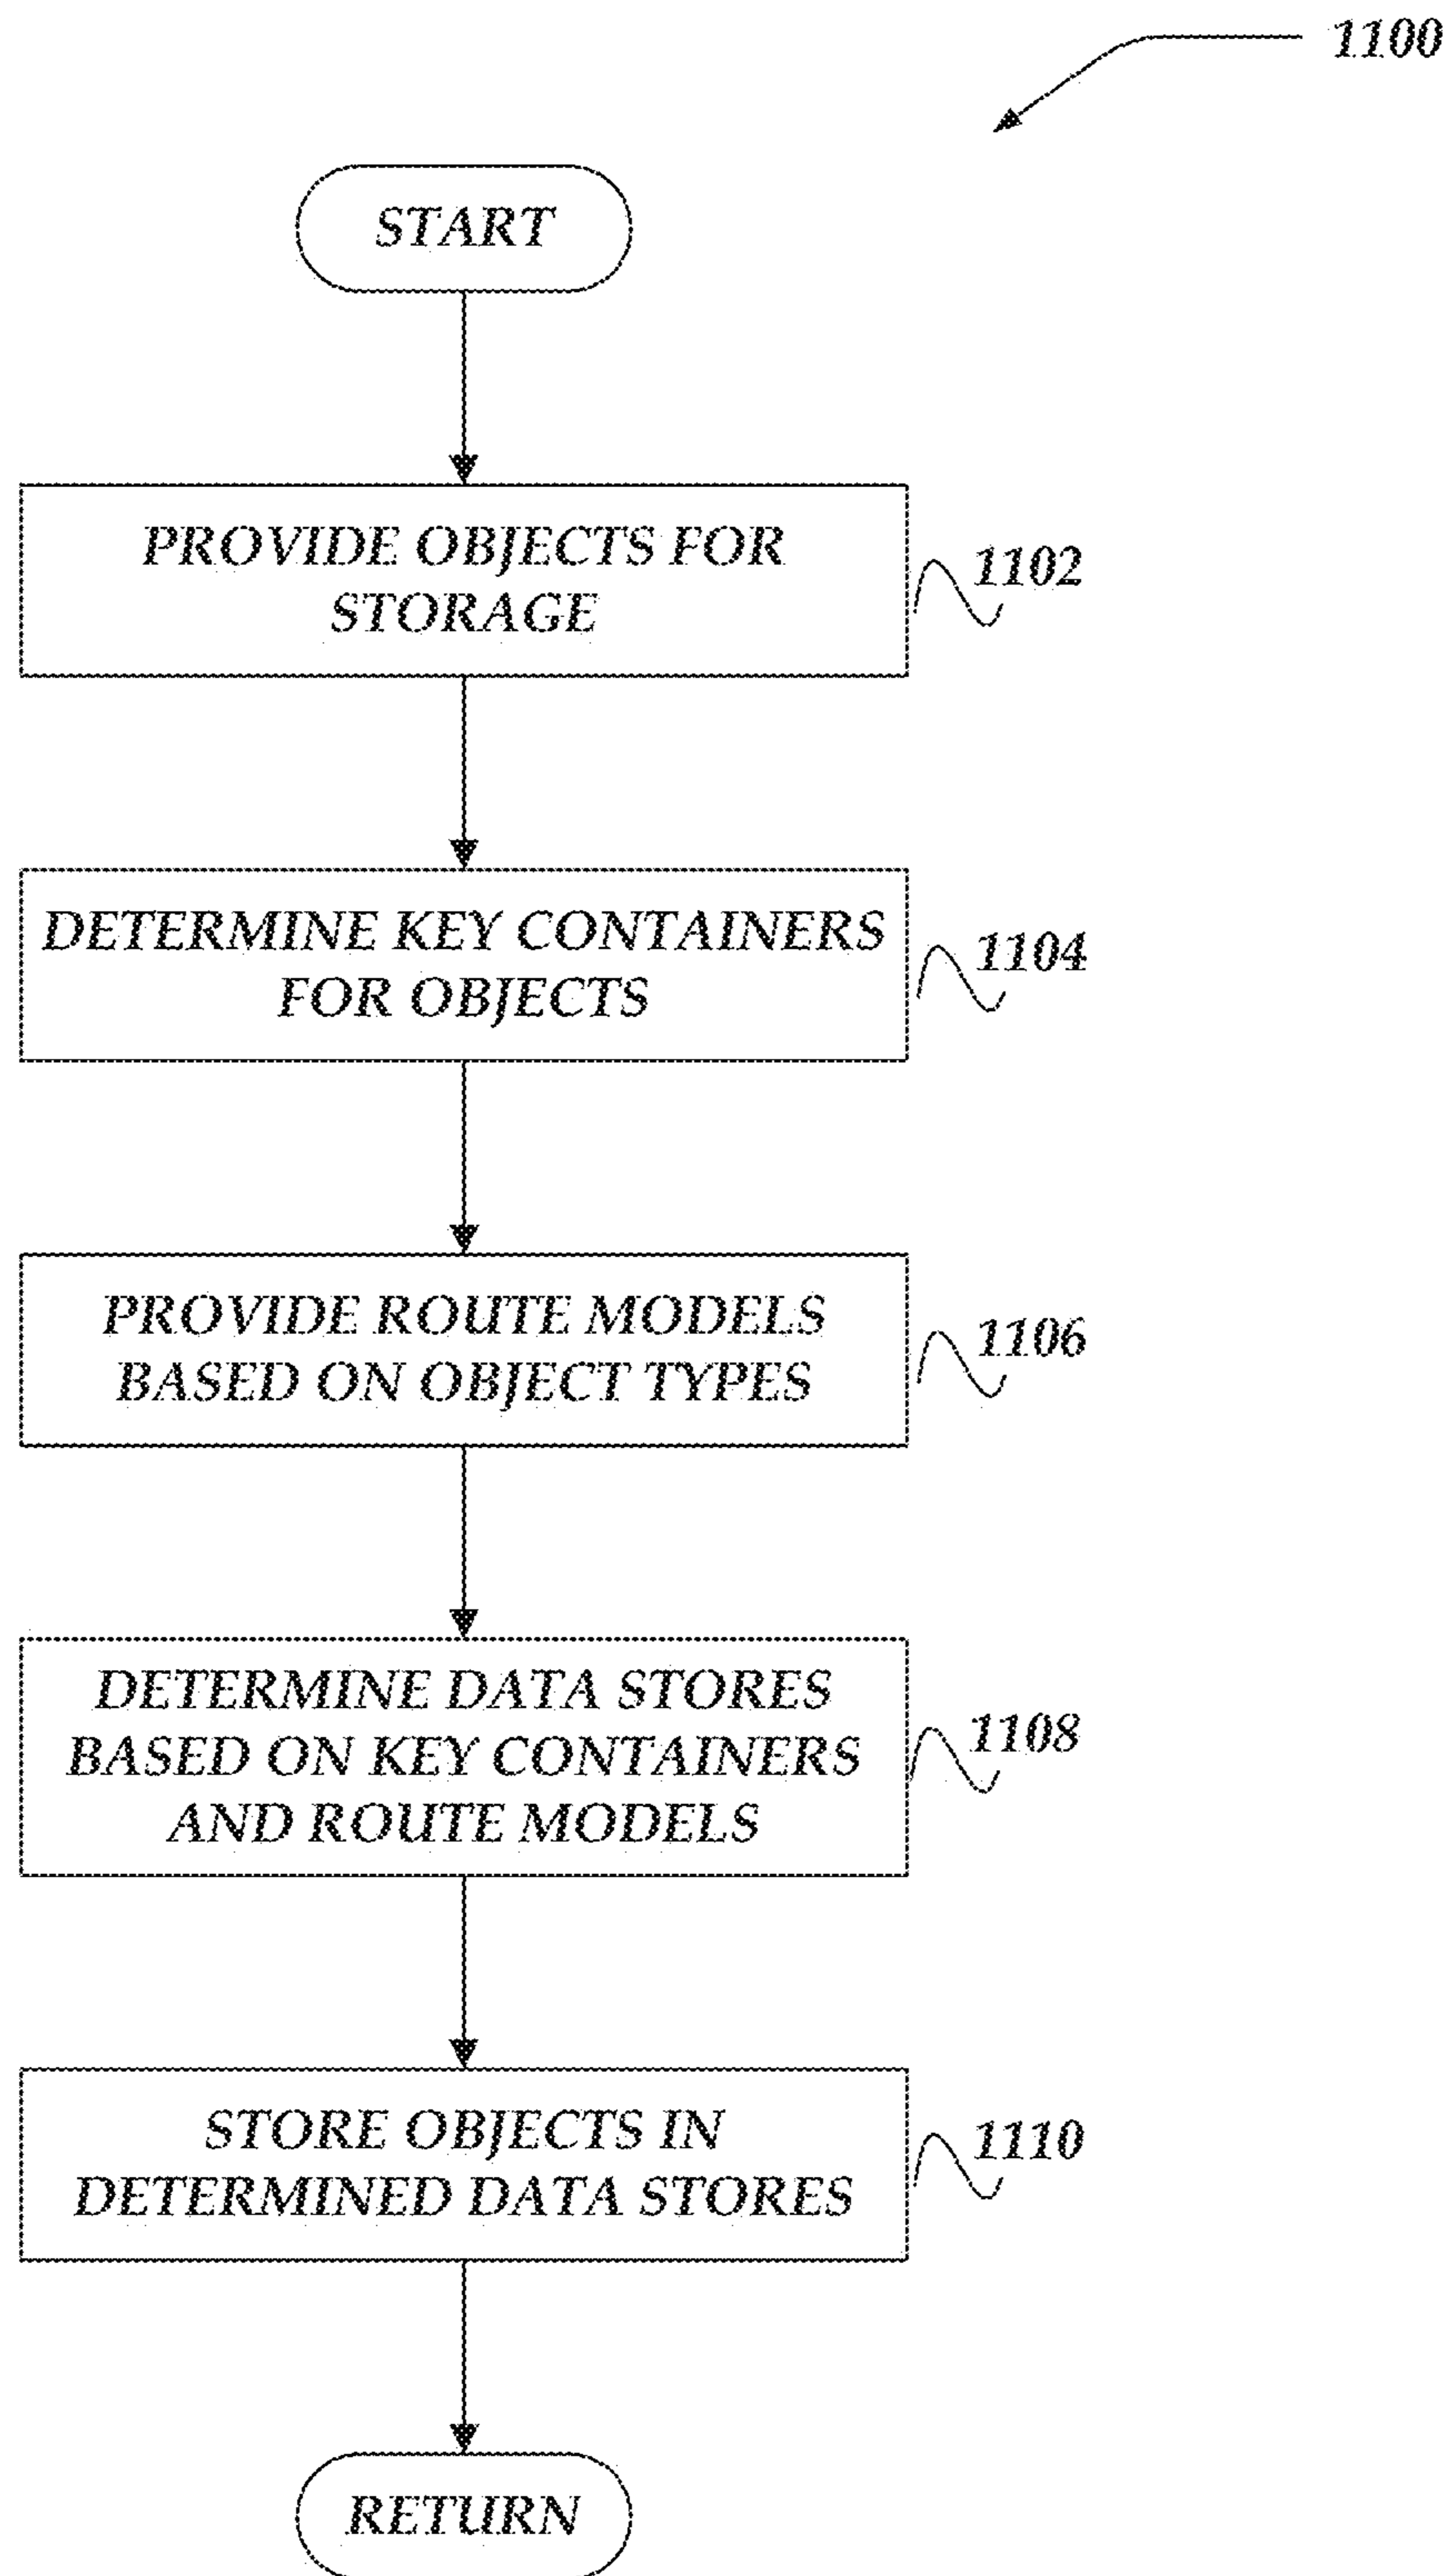 1100
START
PROVIDE OBJECTS FOR
STORAGE
1102
DETERMINE KEY CONTAINERS
FOR OBJECTS
1104
PROVIDE ROUTE MODELS
BASED ON OBJECT TYPES
1106
DETERMINE DATA STORES
BASED ON KEY CONTAINERS
AND ROUTE MODELS
1108
STORE OBJECTS IN
DETERMINED DATA STORES
1110
RETURN